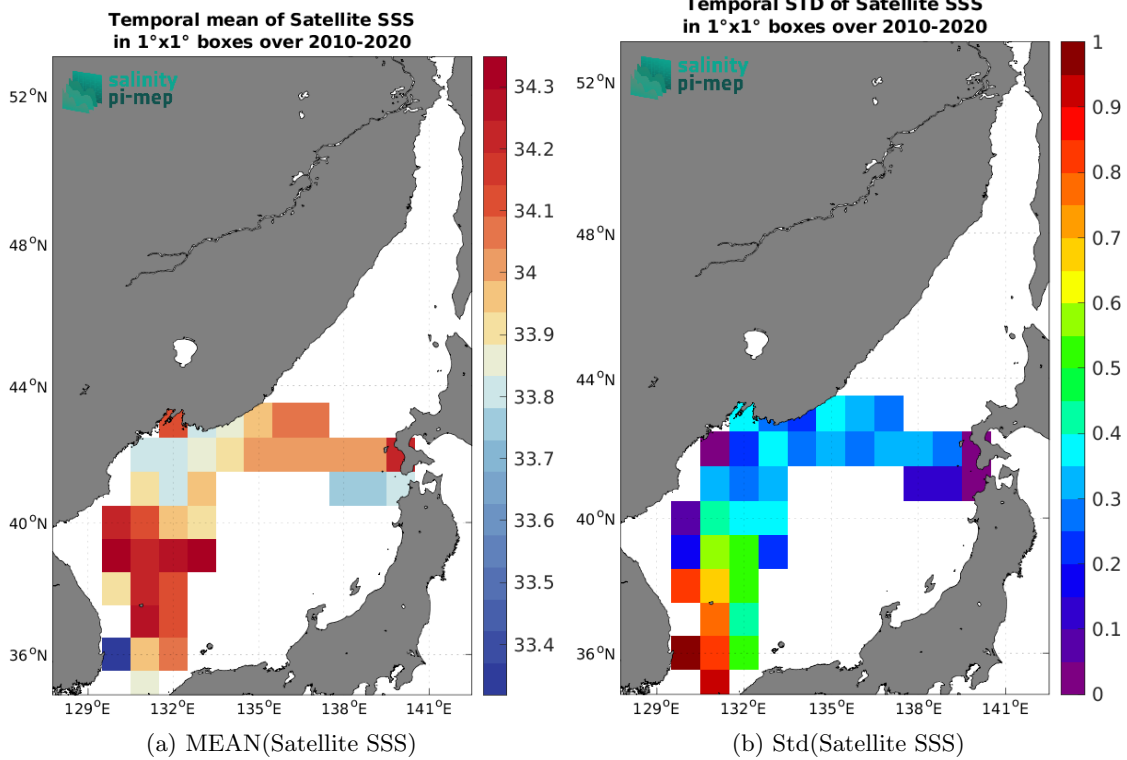 Temporal mean of Satellite SSS
in 1°x1° boxes over 2010-2020
salinity
pi-mep
52°N
48°N
44°N
40°N
36°N
129°E
132°E
135°E
138°E
141°E
34.3
34.2
34.1
34
33.9
33.8
33.7
33.6
33.5
33.4
(a) MEAN(Satellite SSS)
Temporal STD of Satellite SSS
in 1°x1° boxes over 2010-2020
salinity
pi-mep
52°N
48°N
44°N
40°N
36°N
129°E
132°E
135°E
138°E
141°E
1
0.9
0.8
0.7
0.6
0.5
0.4
0.3
0.2
0.1
0
(b) Std(Satellite SSS)